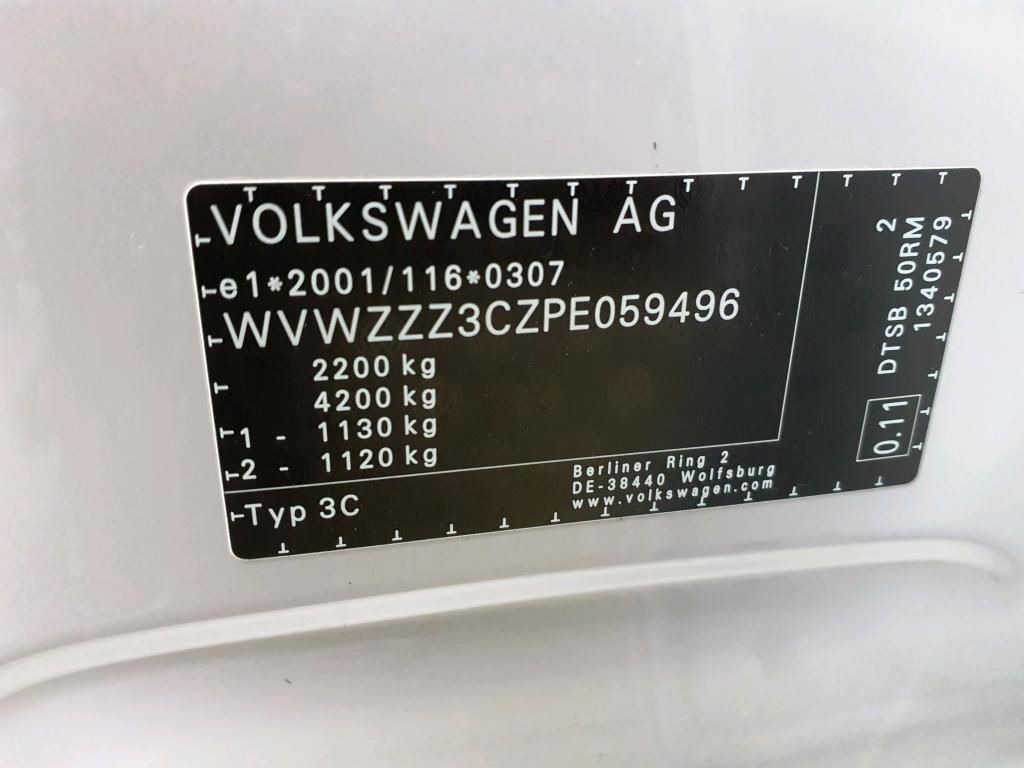 VOLKSWAGEN AG
e1*2001/116*0307
WVWZZZ3CZPE059496
2200 kg
4200 kg
1 - 1130 kg
2 - 1120 kg
Typ 3C
Berliner Ring 2
DE-38440 Wolfsburg
www.volkswagen.com
0.11
DTSB 50RM 2
1340579